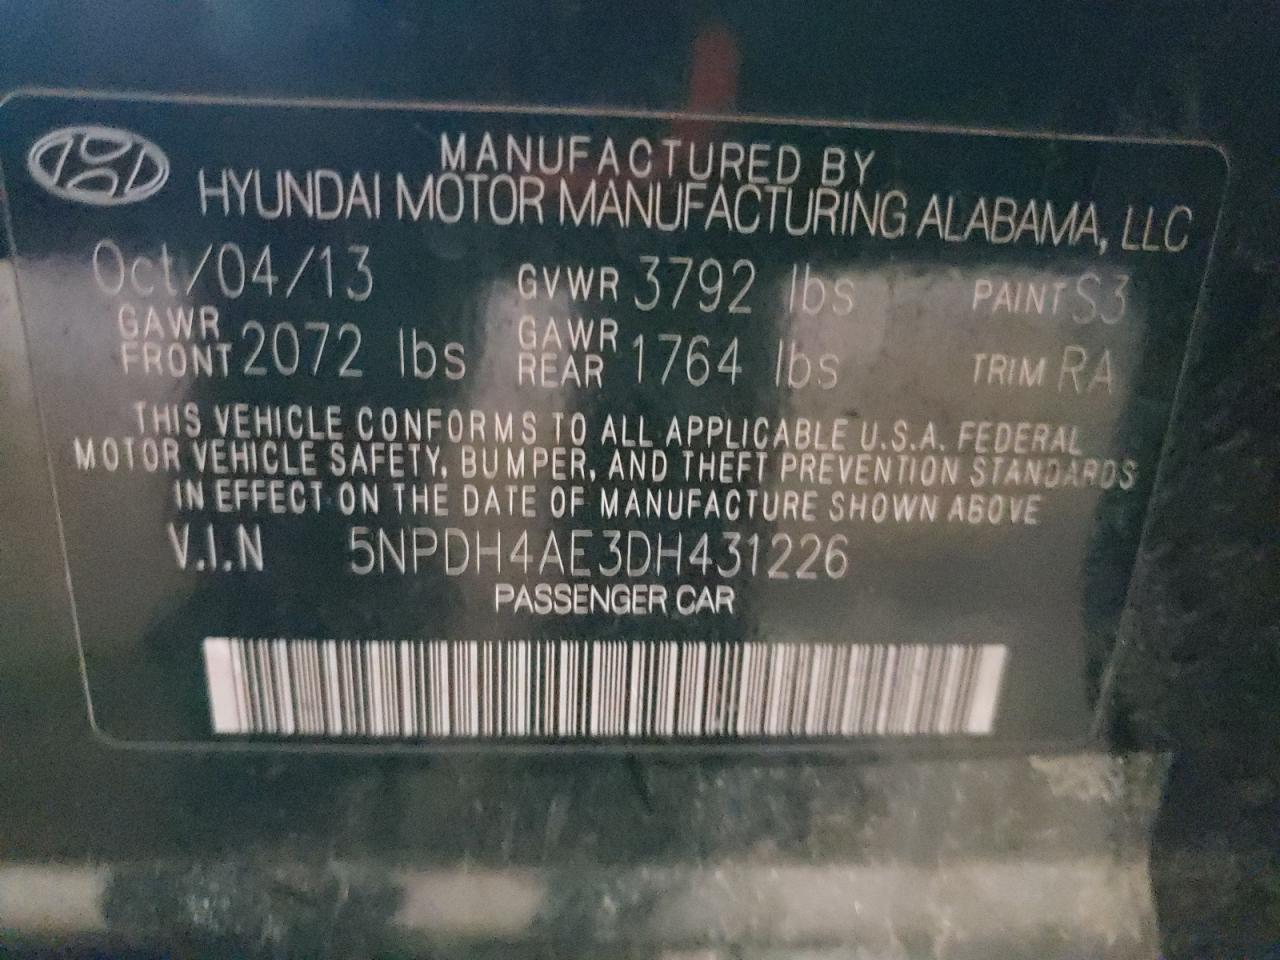 MANUFACTURED BY
HYUNDAI MOTOR MANUFACTURING ALABAMA, LLC
Oct/04/13 GVWR 3792 lbs PAINT S3
GAWR FRONT 2072 lbs GAWR REAR 1764 lbs TRIM RA
THIS VEHICLE CONFORMS TO ALL APPLICABLE U.S.A. FEDERAL
MOTOR VEHICLE SAFETY, BUMPER, AND THEFT PREVENTION STANDARDS
IN EFFECT ON THE DATE OF MANUFACTURE SHOWN ABOVE
V.I.N 5NPDH4AE3DH431226
PASSENGER CAR